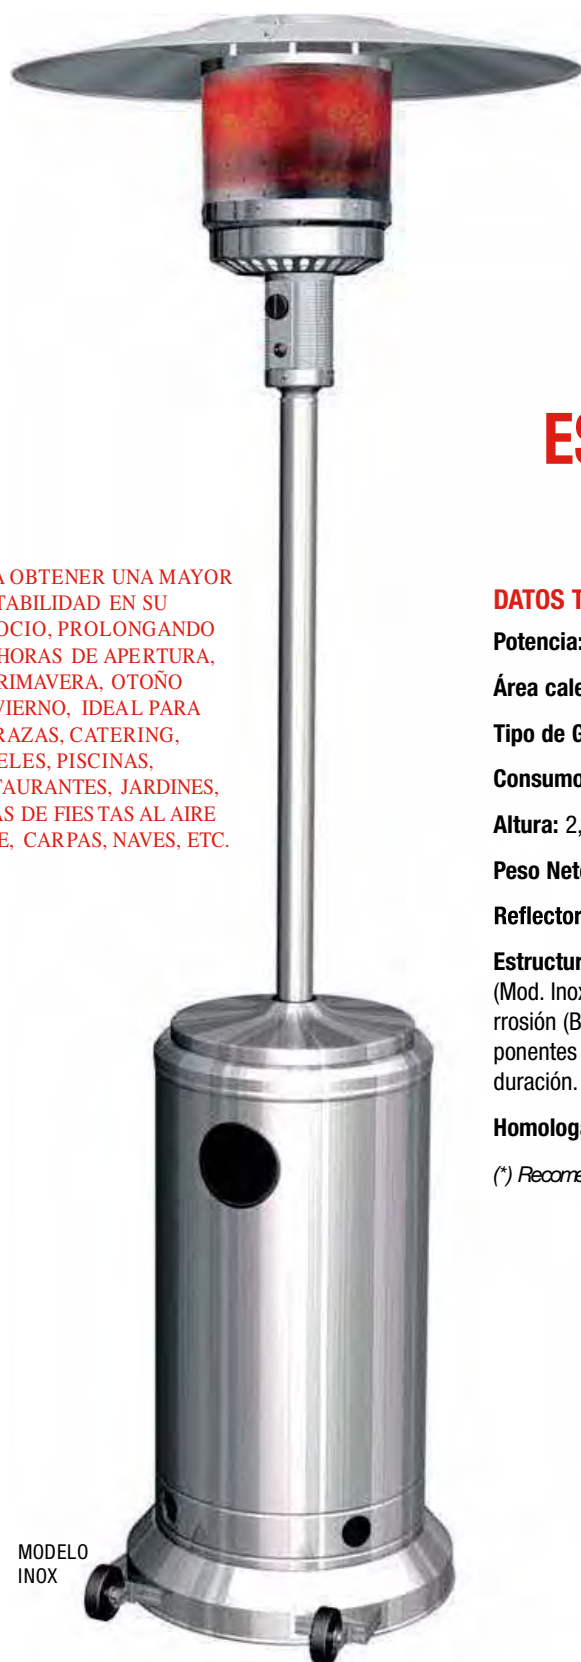 ES
A OBTENER UNA MAYOR
TABILIDAD EN SU
OCIO, PROLONGANDO
HORAS DE APERTURA,
RIMAVERA, OTOÑO
VIERNO, IDEAL PARA
RAZAS, CATERING,
ELES, PISCINAS,
TAURANTES, JARDINES,
AS DE FIESTAS AL AIRE
E, CARPAS, NAVES, ETC.
DATOS T
Potencia:
Área cale
Tipo de G
Consumo
Altura: 2,
Peso Net
Reflector
Estructur
(Mod. Inox
rrosión (B
ponentes
duración.
Homologa
(*) Recome
MODELO
INOX